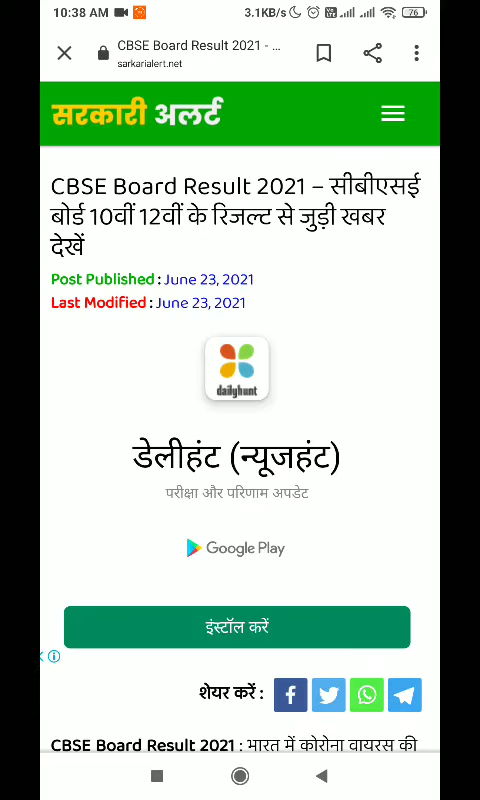 10:38 AM
3.1KB/s
76
CBSE Board Result 2021 - ...
sarkarialert.net
सरकारी अलर्ट
CBSE Board Result 2021 – सीबीएसई
बोर्ड 10वीं 12वीं के रिजल्ट से जुड़ी खबर
देखें
Post Published : June 23, 2021
Last Modified : June 23, 2021
dailyhunt
डेलीहंट (न्यूजहंट)
परीक्षा और परिणाम अपडेट
Google Play
इंस्टॉल करें
शेयर करें :
CBSE Board Result 2021 : भारत में कोरोना वायरस की